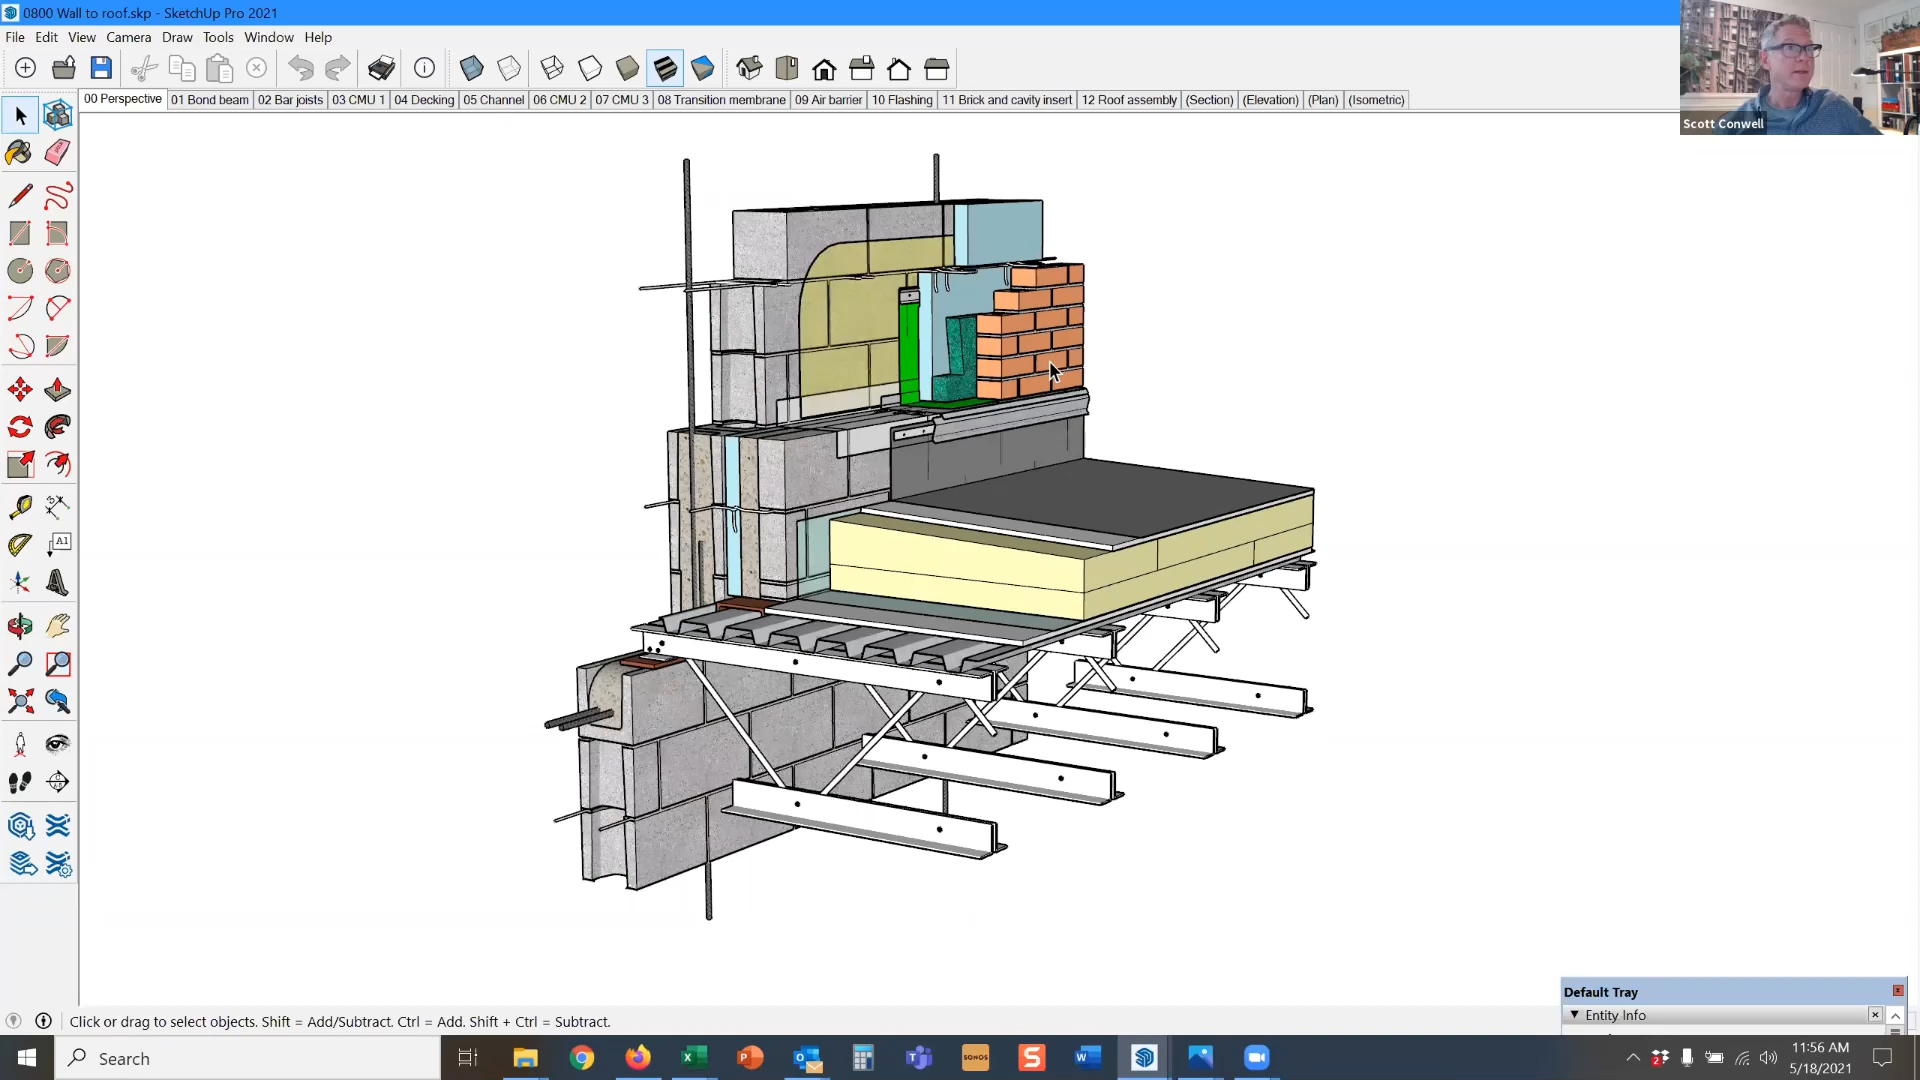 0800 Wall to roof.skp - SketchUp Pro 2021
File Edit View Camera Draw Tools Window Help
00 Perspective 01 Bond beam 02 Bar joists 03 CMU 1 04 Decking 05 Channel 06 CMU 2 07 CMU 3 08 Transition membrane 09 Air barrier 10 Flashing 11 Brick and cavity insert 12 Roof assembly (Section) (Elevation) (Plan) (Isometric)
Scott Conwell
A1
Default Tray
Entity Info
Click or drag to select objects. Shift = Add/Subtract. Ctrl = Add. Shift + Ctrl = Subtract.
Search
SONOS
11:56 AM
5/18/2021